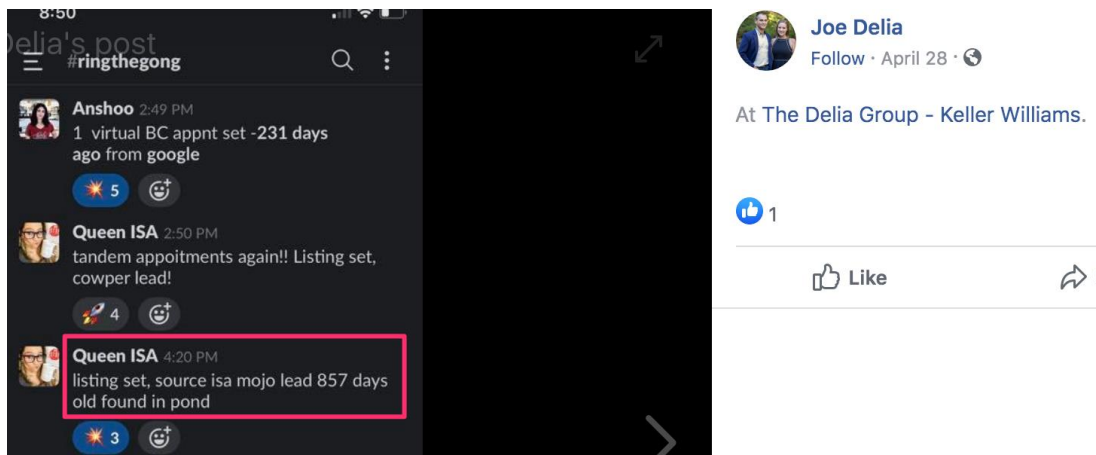 8:50
Delia's post
#ringthegong
Anshoo 2:49 PM
1 virtual BC appnt set -231 days
ago from google
5
Queen ISA 2:50 PM
tandem appoitments again!! Listing set,
cowper lead!
4
Queen ISA 4:20 PM
listing set, source isa mojo lead 857 days
old found in pond
3
Joe Delia
Follow · April 28 ·
At The Delia Group - Keller Williams.
1
Like